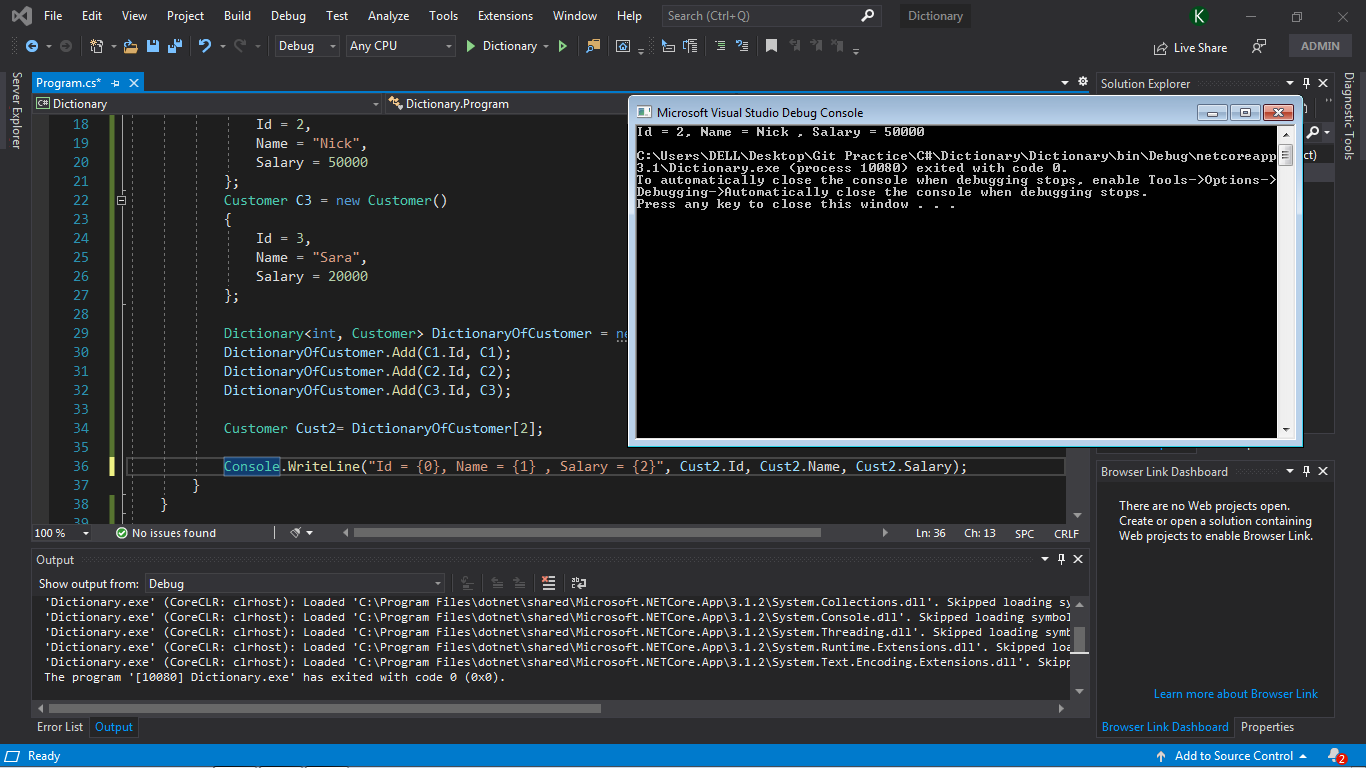 File Edit View Project Build Debug Test Analyze Tools Extensions Window Help Search (Ctrl+Q) Dictionary K
Debug Any CPU Dictionary Live Share ADMIN
Server Explorer
Program.cs*
Dictionary Dictionary.Program
18 Id = 2,
19 Name = "Nick",
20 Salary = 50000
21 };
22 Customer C3 = new Customer()
23 {
24 Id = 3,
25 Name = "Sara",
26 Salary = 20000
27 };
28
29 Dictionary<int, Customer> DictionaryOfCustomer = ne
30 DictionaryOfCustomer.Add(C1.Id, C1);
31 DictionaryOfCustomer.Add(C2.Id, C2);
32 DictionaryOfCustomer.Add(C3.Id, C3);
33
34 Customer Cust2= DictionaryOfCustomer[2];
35
36 Console.WriteLine("Id = {0}, Name = {1} , Salary = {2}", Cust2.Id, Cust2.Name, Cust2.Salary);
37 }
38 }
39
100 % No issues found Ln: 36 Ch: 13 SPC CRLF
Microsoft Visual Studio Debug Console
Id = 2, Name = Nick , Salary = 50000
C:\Users\DELL\Desktop\Git Practice\C#\Dictionary\Dictionary\bin\Debug\netcoreapp
3.1\Dictionary.exe (process 10080) exited with code 0.
To automatically close the console when debugging stops, enable Tools->Options->
Debugging->Automatically close the console when debugging stops.
Press any key to close this window . . .
Solution Explorer
ct)
Diagnostic Tools
Browser Link Dashboard
There are no Web projects open.
Create or open a solution containing
Web projects to enable Browser Link.
Learn more about Browser Link
Browser Link Dashboard Properties
Output
Show output from: Debug
'Dictionary.exe' (CoreCLR: clrhost): Loaded 'C:\Program Files\dotnet\shared\Microsoft.NETCore.App\3.1.2\System.Collections.dll'. Skipped loading sy
'Dictionary.exe' (CoreCLR: clrhost): Loaded 'C:\Program Files\dotnet\shared\Microsoft.NETCore.App\3.1.2\System.Console.dll'. Skipped loading symbol
'Dictionary.exe' (CoreCLR: clrhost): Loaded 'C:\Program Files\dotnet\shared\Microsoft.NETCore.App\3.1.2\System.Threading.dll'. Skipped loading symb
'Dictionary.exe' (CoreCLR: clrhost): Loaded 'C:\Program Files\dotnet\shared\Microsoft.NETCore.App\3.1.2\System.Runtime.Extensions.dll'. Skipped loa
'Dictionary.exe' (CoreCLR: clrhost): Loaded 'C:\Program Files\dotnet\shared\Microsoft.NETCore.App\3.1.2\System.Text.Encoding.Extensions.dll'. Skipp
The program '[10080] Dictionary.exe' has exited with code 0 (0x0).
Error List Output
Ready Add to Source Control 2